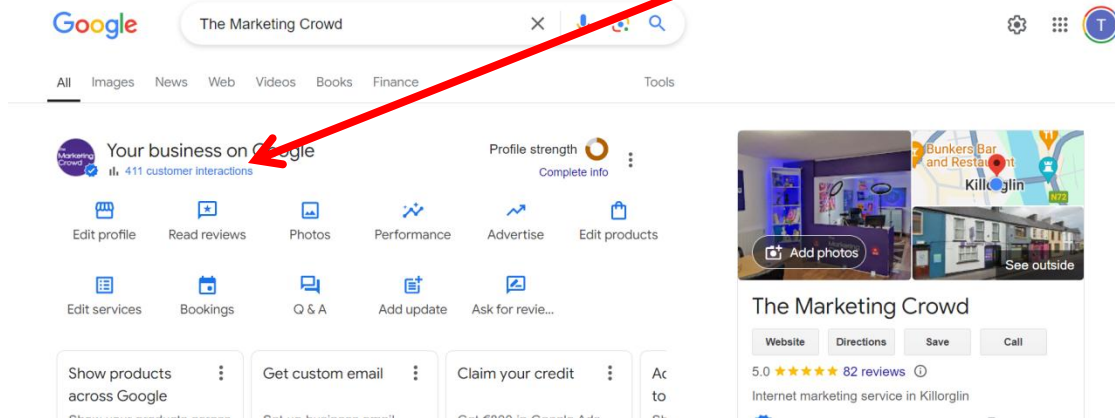 Google
The Marketing Crowd
T
All Images News Web Videos Books Finance Tools
The
Marketing
Crowd
Your business on Google
411 customer interactions
Profile strength
Complete info
Edit profile Read reviews Photos Performance Advertise Edit products
Edit services Bookings Q & A Add update Ask for revie...
Show products
across Google
Get custom email
Claim your credit
Bunkers Bar
and Restaurant
Killorglin
N72
Add photos
See outside
The Marketing Crowd
Website Directions Save Call
5.0 82 reviews
Internet marketing service in Killorglin